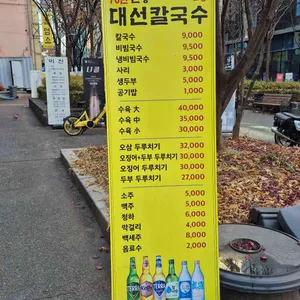 대선칼국수
칼국수 9,000
비빔국수 9,500
냉비빔국수 9,500
사리 3,000
생두부 5,000
공기밥 1,000
수육 大 40,000
수육 中 35,000
수육 小 30,000
오삼 두루치기 32,000
오징어+두부 두루치기 30,000
오징어 두루치기 30,000
두부 두루치기 27,000
소주 5,000
맥주 5,000
청하 6,000
막걸리 4,000
백세주 8,000
음료수 2,000
TERRA